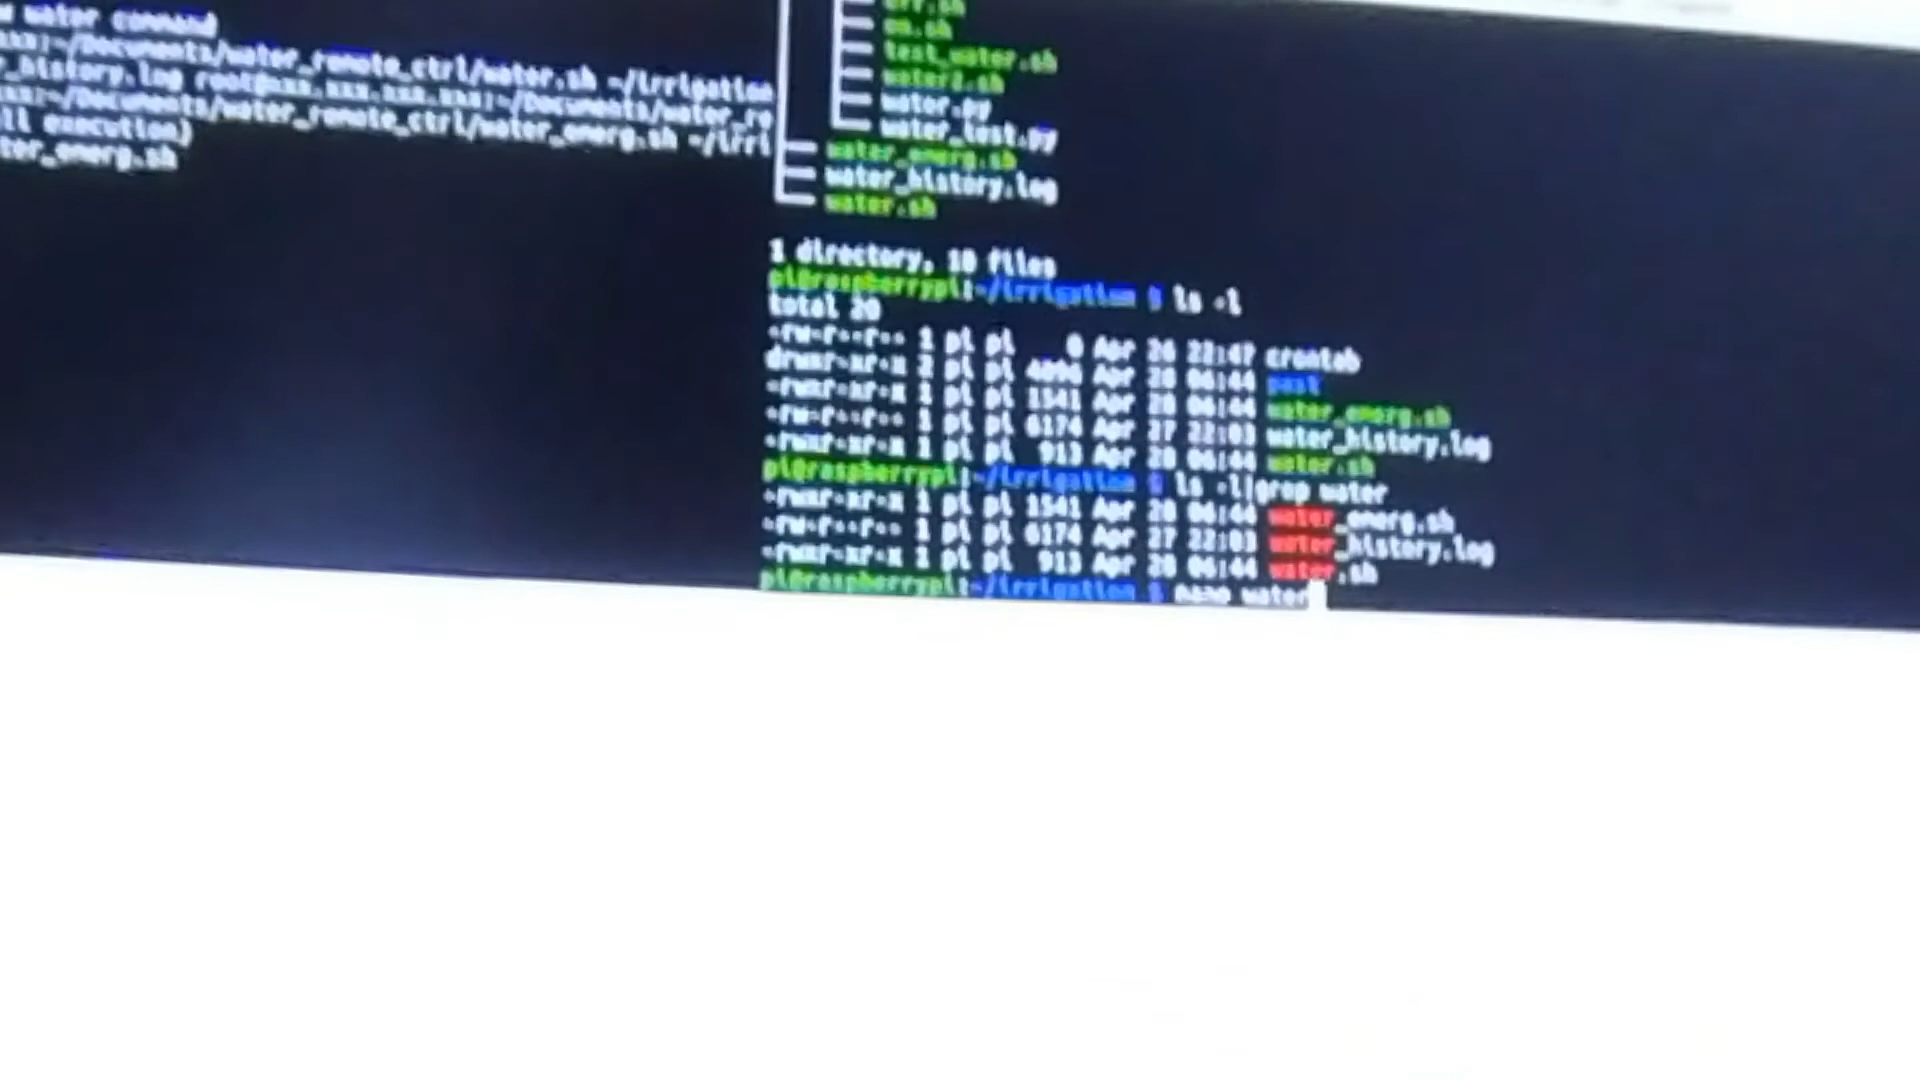 water command
:~/Documents/water_remote_ctrl/water.sh ~/irrigation
_history.log root@xxx.xxx.xxx.xxx:~/Documents/water_re
:~/Documents/water_remote_ctrl/water_emerg.sh ~/irri
ll execution)
ter_emerg.sh
off.sh
on.sh
test_water.sh
water2.sh
water.py
water_test.py
water_emerg.sh
water_history.log
water.sh
1 directory, 10 files
pi@raspberrypi:~/irrigation $ ls -l
total 20
-rw-r--r-- 1 pi pi 0 Apr 26 22:47 crontab
drwxr-xr-x 2 pi pi 4096 Apr 28 06:44 past
-rwxr-xr-x 1 pi pi 1541 Apr 28 06:44 water_emerg.sh
-rw-r--r-- 1 pi pi 6174 Apr 27 22:03 water_history.log
-rwxr-xr-x 1 pi pi 913 Apr 28 06:44 water.sh
pi@raspberrypi:~/irrigation $ ls -l|grep water
-rwxr-xr-x 1 pi pi 1541 Apr 28 06:44 water_emerg.sh
-rw-r--r-- 1 pi pi 6174 Apr 27 22:03 water_history.log
-rwxr-xr-x 1 pi pi 913 Apr 28 06:44 water.sh
pi@raspberrypi:~/irrigation $ nano water